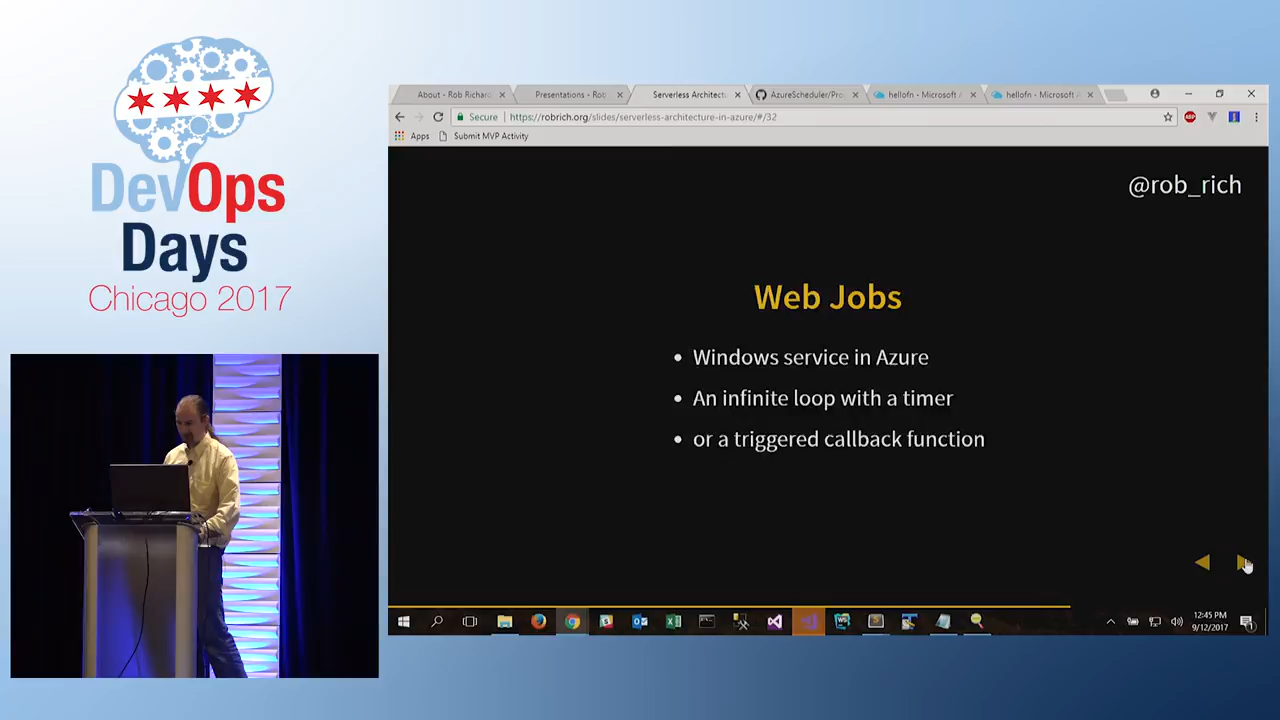 DevOps
Days
Chicago 2017
About - Rob Richard
Presentations - Rob
Serverless Architectu
AzureScheduler/Pro
hellofn - Microsoft A
hellofn - Microsoft A
Secure
https://robrich.org/slides/serverless-architecture-in-azure/#/32
ABP
Apps
Submit MVP Activity
@rob_rich
Web Jobs
• Windows service in Azure
• An infinite loop with a timer
• or a triggered callback function
12:45 PM
9/12/2017